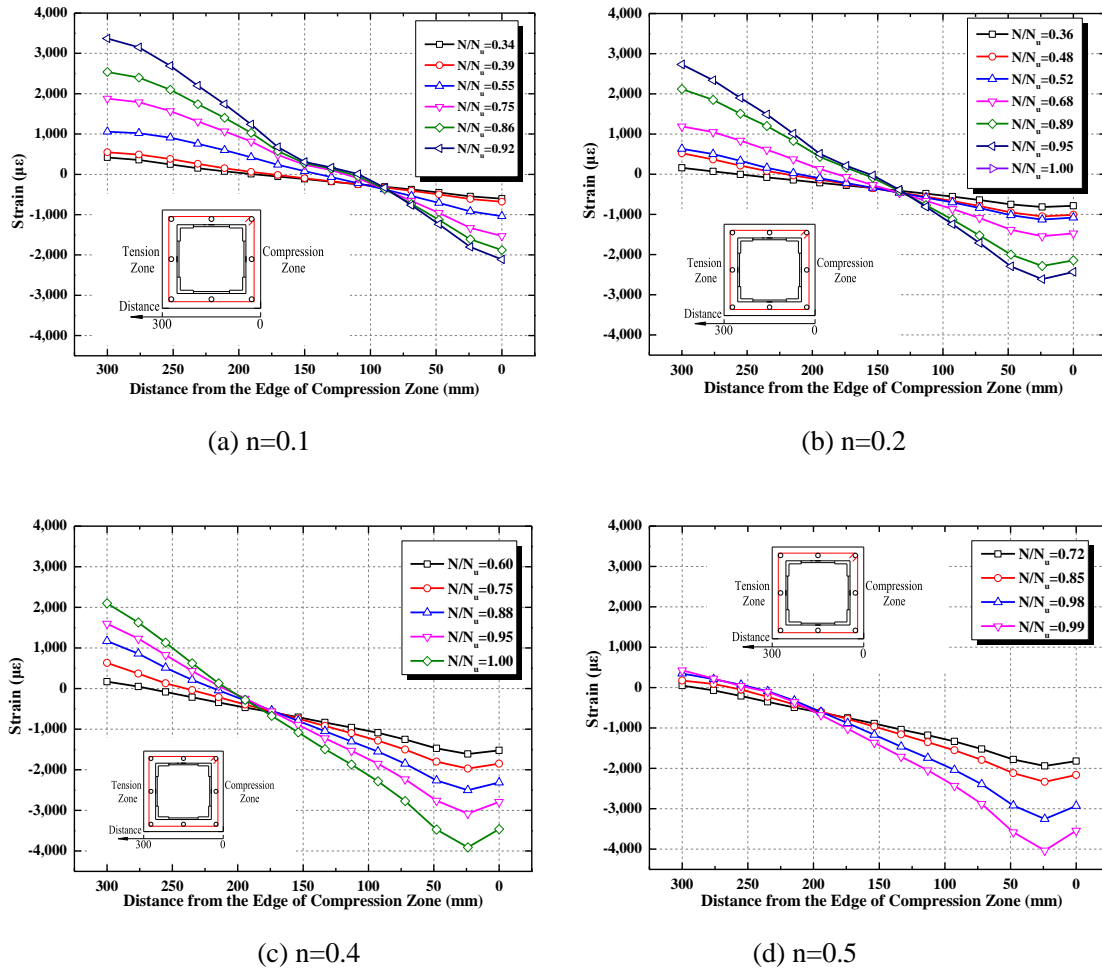 4,000
3,000
2,000
1,000
0
-1,000
-2,000
-3,000
-4,000
Strain (με)
N/Nu=0.34
N/Nu=0.39
N/Nu=0.55
N/Nu=0.75
N/Nu=0.86
N/Nu=0.92
Tension Zone
Compression Zone
Distance
300 0
300 250 200 150 100 50 0
Distance from the Edge of Compression Zone (mm)
(a) n=0.1
4,000
3,000
2,000
1,000
0
-1,000
-2,000
-3,000
-4,000
Strain (με)
N/Nu=0.36
N/Nu=0.48
N/Nu=0.52
N/Nu=0.68
N/Nu=0.89
N/Nu=0.95
N/Nu=1.00
Tension Zone
Compression Zone
Distance
300 0
300 250 200 150 100 50 0
Distance from the Edge of Compression Zone (mm)
(b) n=0.2
4,000
3,000
2,000
1,000
0
-1,000
-2,000
-3,000
-4,000
Strain (με)
N/Nu=0.60
N/Nu=0.75
N/Nu=0.88
N/Nu=0.95
N/Nu=1.00
Tension Zone
Compression Zone
Distance
300 0
300 250 200 150 100 50 0
Distance from the Edge of Compression Zone (mm)
(c) n=0.4
4,000
3,000
2,000
1,000
0
-1,000
-2,000
-3,000
-4,000
Strain (με)
N/Nu=0.72
N/Nu=0.85
N/Nu=0.98
N/Nu=0.99
Tension Zone
Compression Zone
Distance
300 0
300 250 200 150 100 50 0
Distance from the Edge of Compression Zone (mm)
(d) n=0.5